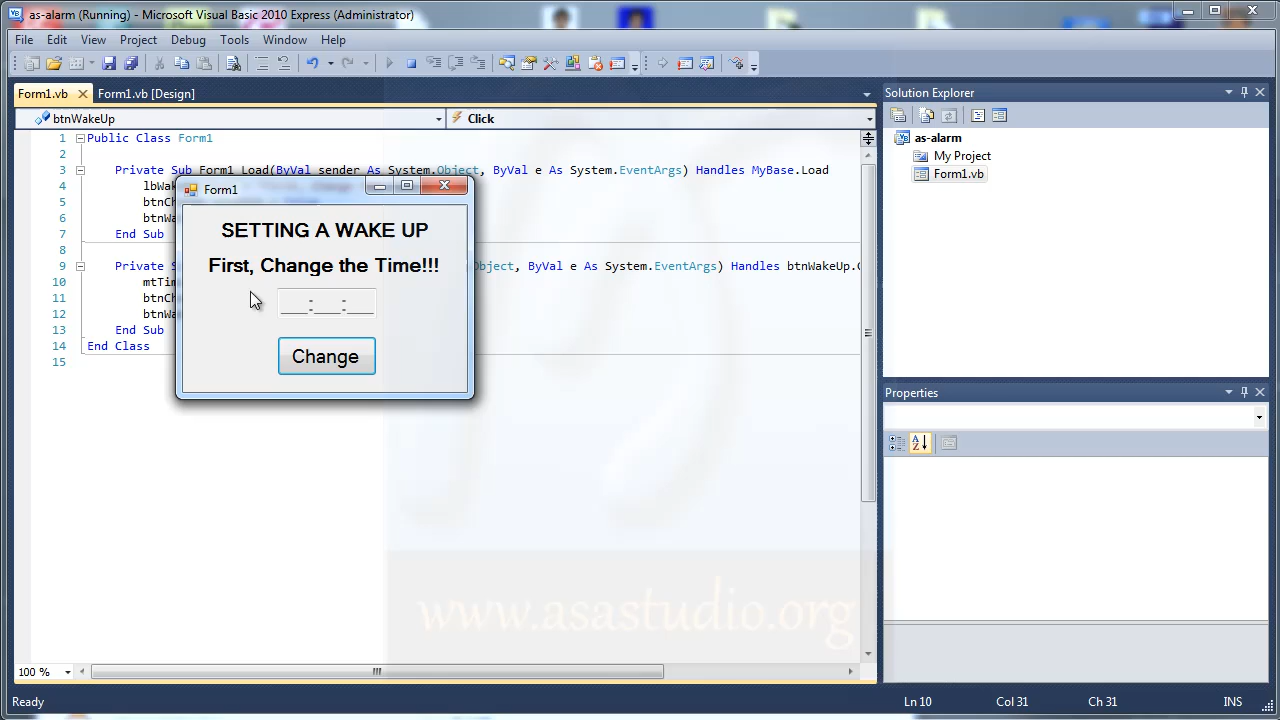 as-alarm (Running) - Microsoft Visual Basic 2010 Express (Administrator)
File Edit View Project Debug Tools Window Help
Form1.vb Form1.vb [Design]
btnWakeUp Click
1 Public Class Form1
2
3 Private Sub Form1_Load(ByVal sender As System.Object, ByVal e As System.EventArgs) Handles MyBase.Load
4 lbWak
5 btnCh
6 btnWa
7 End Sub
8
9 Private S Object, ByVal e As System.EventArgs) Handles btnWakeUp.C
10 mtTim
11 btnCh
12 btnWa
13 End Sub
14 End Class
15
Form1
SETTING A WAKE UP
First, Change the Time!!!
__:__:__
Change
www.asastudio.org
100 %
Solution Explorer
as-alarm
My Project
Form1.vb
Properties
Ready Ln 10 Col 31 Ch 31 INS